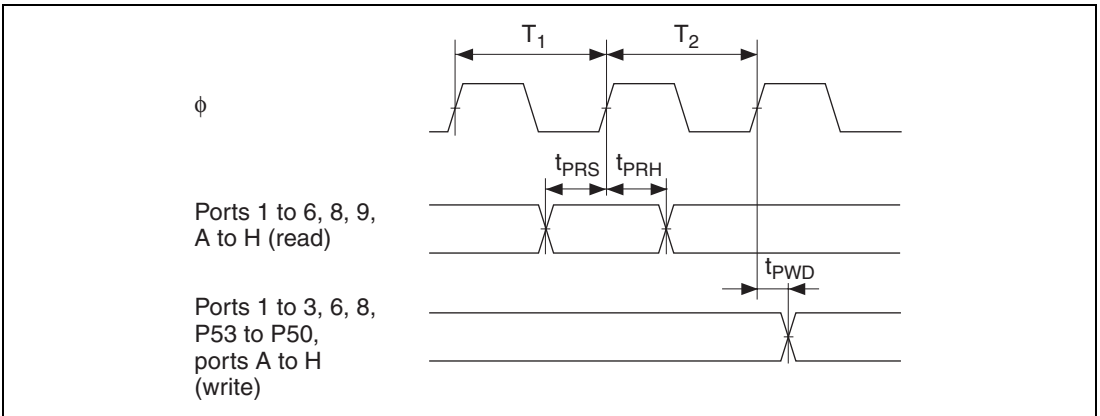 T1 T2
ϕ
tPRS tPRH
Ports 1 to 6, 8, 9,
A to H (read)
tPWD
Ports 1 to 3, 6, 8,
P53 to P50,
ports A to H
(write)